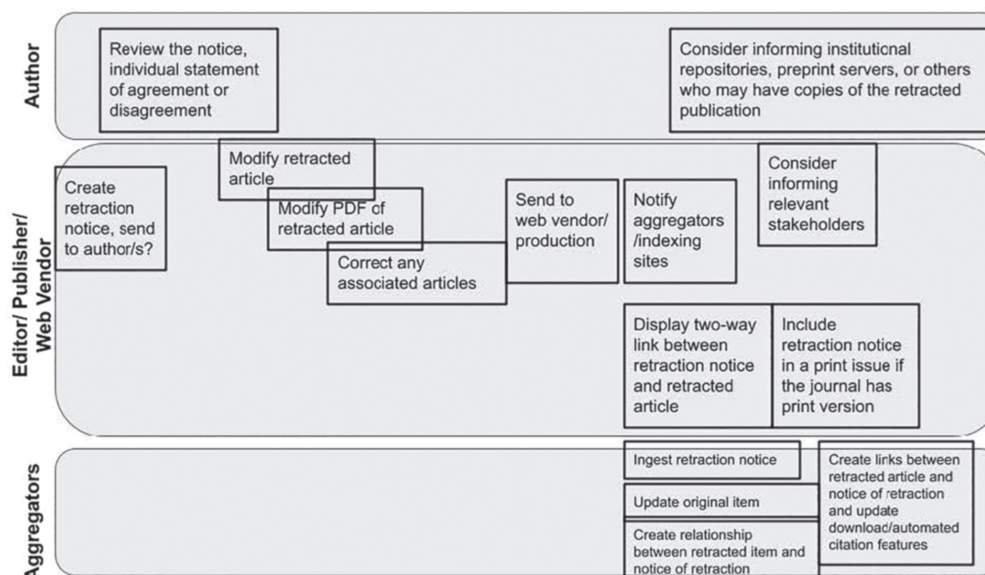 Author
Review the notice,
individual statement
of agreement or
disagreement
Consider informing institutional
repositories, preprint servers, or others
who may have copies of the retracted
publication
Editor/ Publisher/
Web Vendor
Create
retraction
notice, send
to author/s?
Modify retracted
article
Modify PDF of
retracted article
Correct any
associated articles
Send to
web vendor/
production
Notify
aggregators
/indexing
sites
Consider
informing
relevant
stakeholders
Display two-way
link between
retraction notice
and retracted
article
Include
retraction notice
in a print issue if
the journal has
print version
Aggregators
Ingest retraction notice
Update original item
Create relationship
between retracted item and
notice of retraction
Create links between
retracted article and
notice of retraction
and update
download/automated
citation features